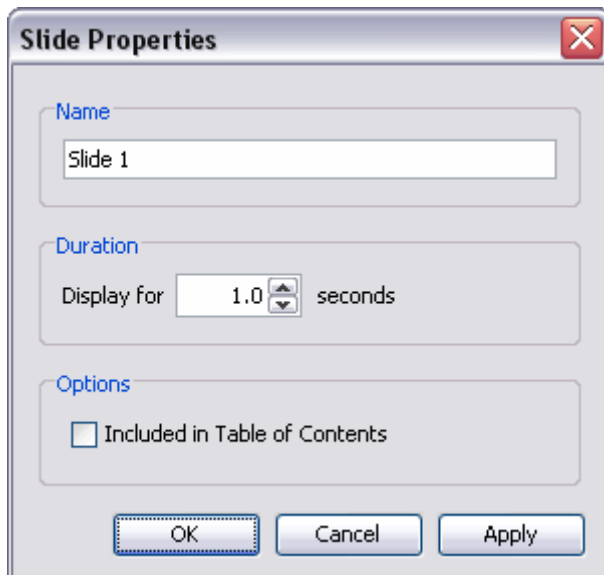 Slide Properties
Name
Slide 1
Duration
Display for 1.0 seconds
Options
Included in Table of Contents
OK Cancel Apply